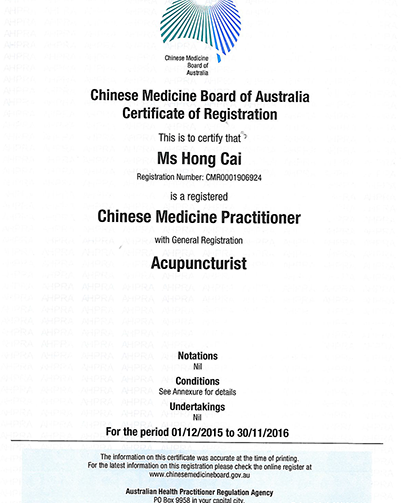 Chinese Medicine
Board of
Australia
Chinese Medicine Board of Australia
Certificate of Registration
This is to certify that
Ms Hong Cai
Registration Number: CMR0001906924
is a registered
Chinese Medicine Practitioner
with General Registration
Acupuncturist
Notations
Nil
Conditions
See Annexure for details
Undertakings
Nil
For the period 01/12/2015 to 30/11/2016
The information on this certificate was accurate at the time of printing.
For the latest information on this registration please check the online register at
www.chinesemedicineboard.gov.au
Australian Health Practitioner Regulation Agency
PO Box 9958 in your capital city.